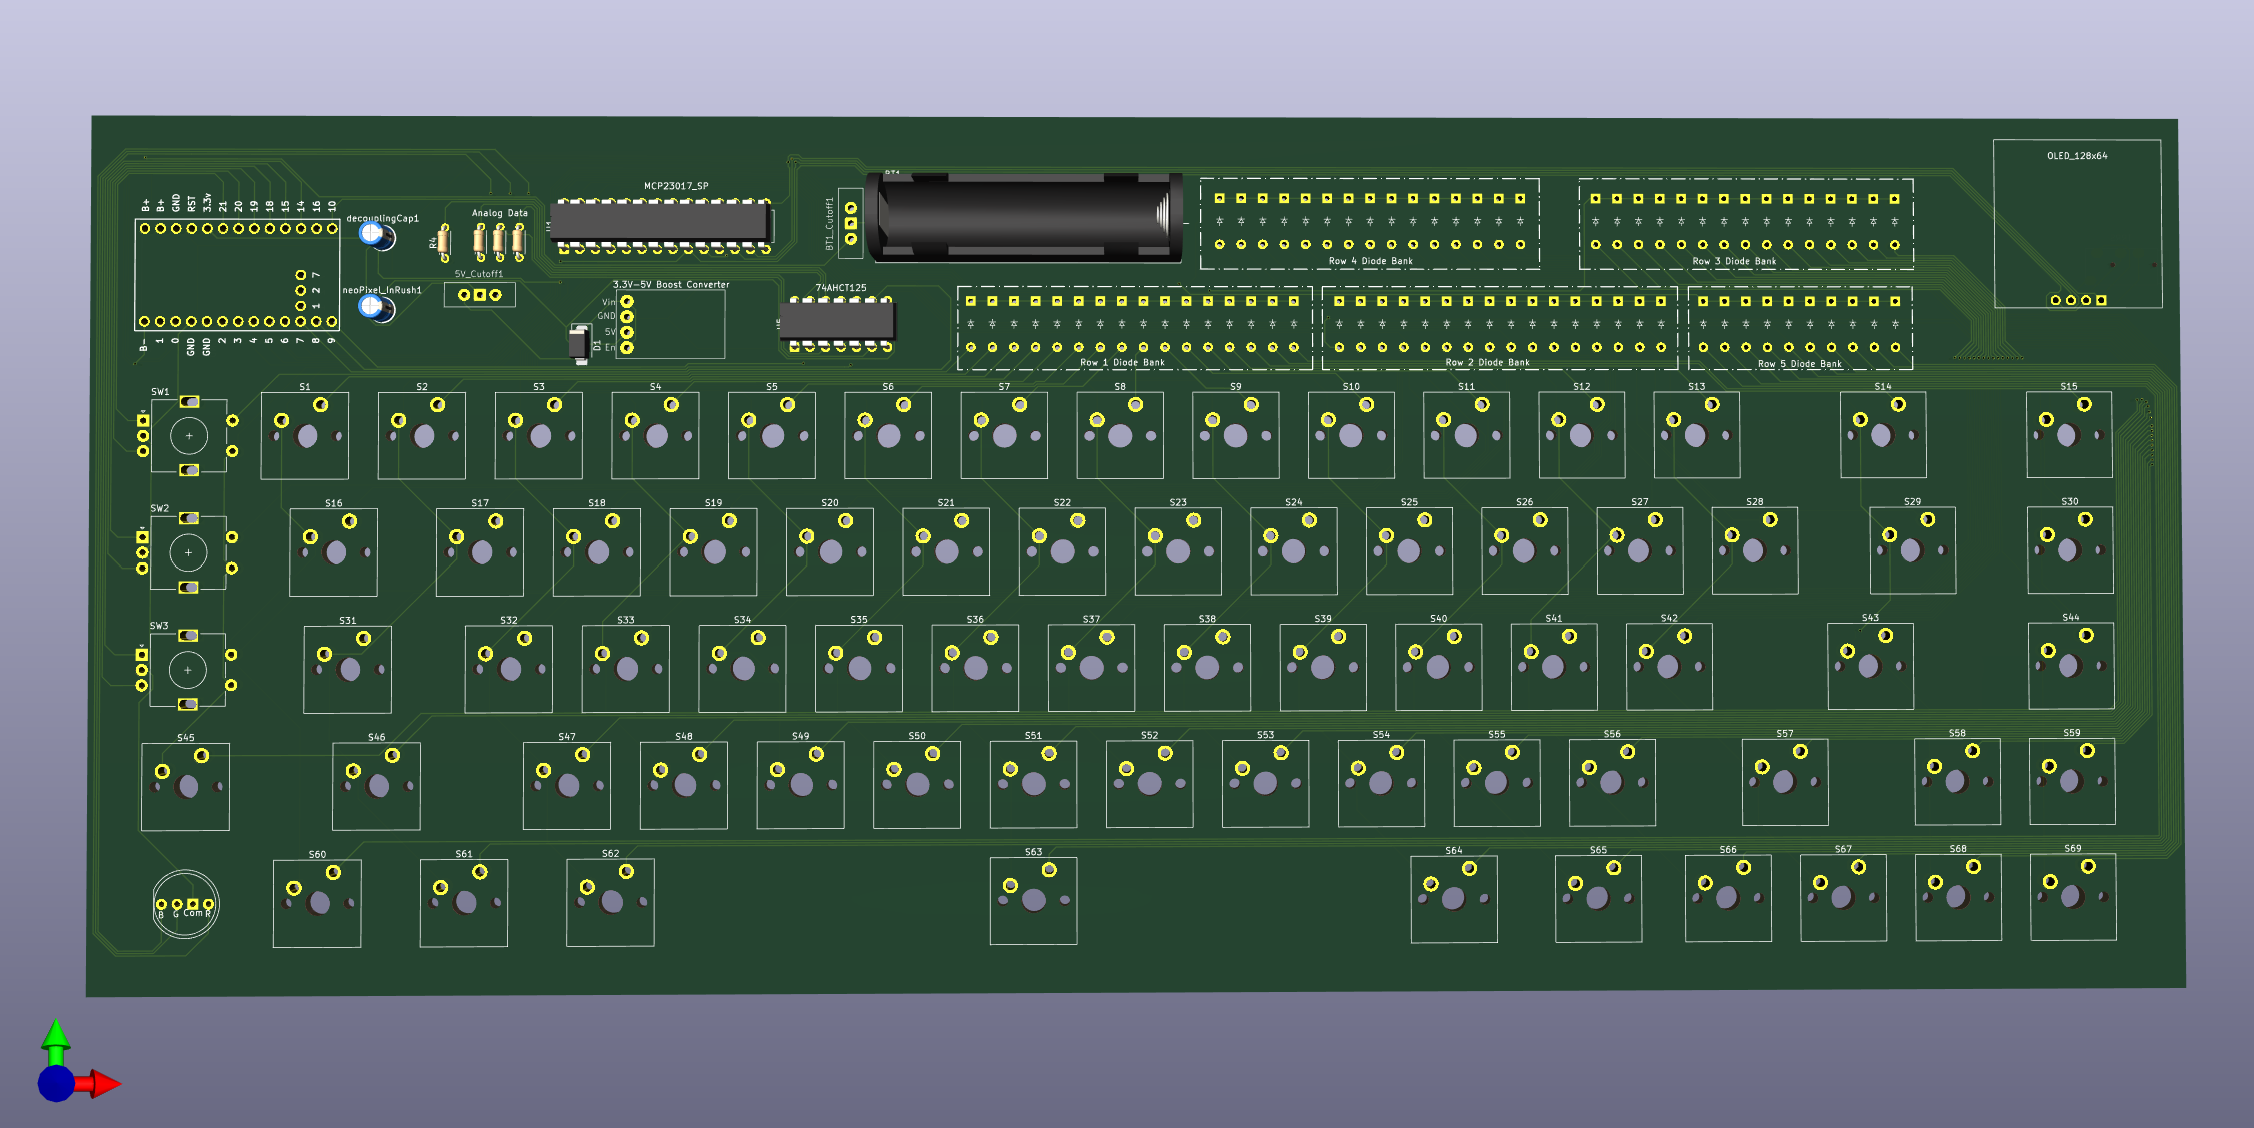 B+ B+ GND RST 3.3v 21 20 19 18 15 14 16 10
decouplingCap1
R4
Analog Data
MCP23017_SP
BT1_Cutoff1
Row 4 Diode Bank
Row 3 Diode Bank
OLED_128x64
7
2
1
neoPixel_InRush1
5V_Cutoff1
3.3V-5V Boost Converter
Vin
GND
5V
En
D1
74AHCT125
B- 1 0 GND GND 2 3 4 5 6 7 8 9
Row 1 Diode Bank
Row 2 Diode Bank
Row 5 Diode Bank
SW1
S1 S2 S3 S4 S5 S6 S7 S8 S9 S10 S11 S12 S13 S14 S15
SW2
S16 S17 S18 S19 S20 S21 S22 S23 S24 S25 S26 S27 S28 S29 S30
SW3
S31 S32 S33 S34 S35 S36 S37 S38 S39 S40 S41 S42 S43 S44
S45 S46 S47 S48 S49 S50 S51 S52 S53 S54 S55 S56 S57 S58 S59
S60 S61 S62 S63 S64 S65 S66 S67 S68 S69
B G Com R